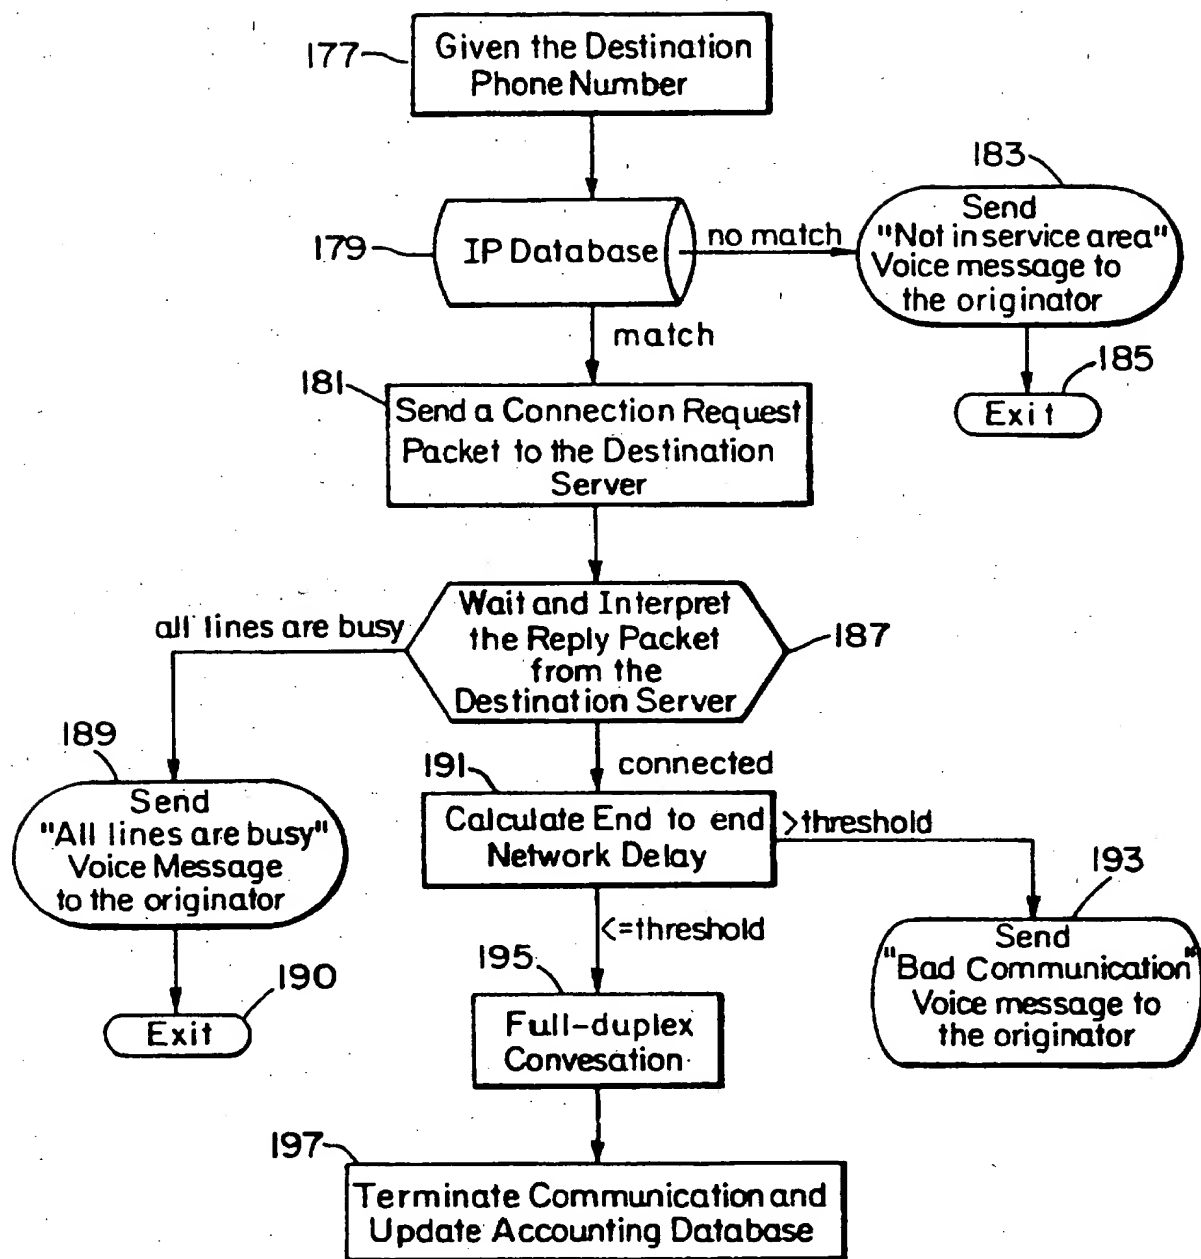 177
Given the Destination
Phone Number
183
Send
"Not in service area"
Voice message to
the originator
179
IP Database
no match
match
185
Exit
181
Send a Connection Request
Packet to the Destination
Server
all lines are busy
Wait and Interpret
the Reply Packet
from the
Destination Server
187
189
Send
"All lines are busy"
Voice Message
to the originator
190
Exit
connected
191
Calculate End to end
Network Delay
>threshold
193
Send
"Bad Communication"
Voice message to
the originator
<=threshold
195
Full-duplex
Convesation
197
Terminate Communication and
Update Accounting Database